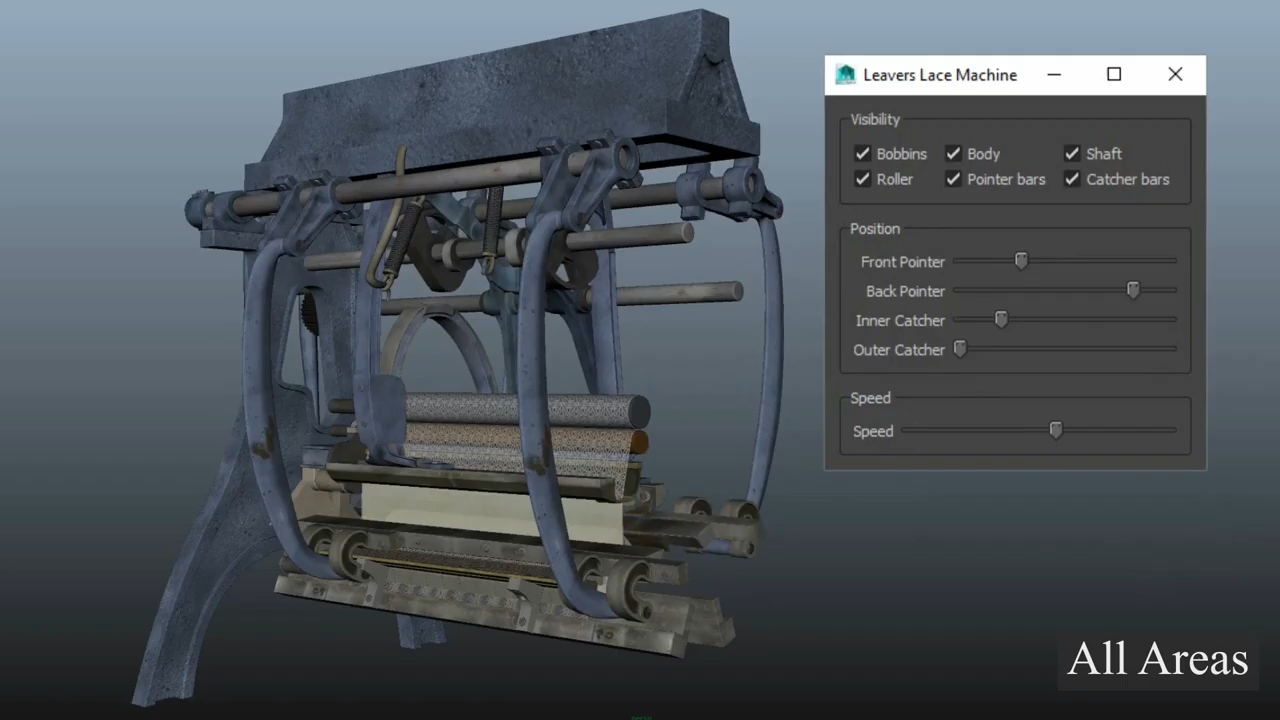 Leavers Lace Machine
Visibility
Bobbins Body Shaft
Roller Pointer bars Catcher bars
Position
Front Pointer
Back Pointer
Inner Catcher
Outer Catcher
Speed
Speed
All Areas